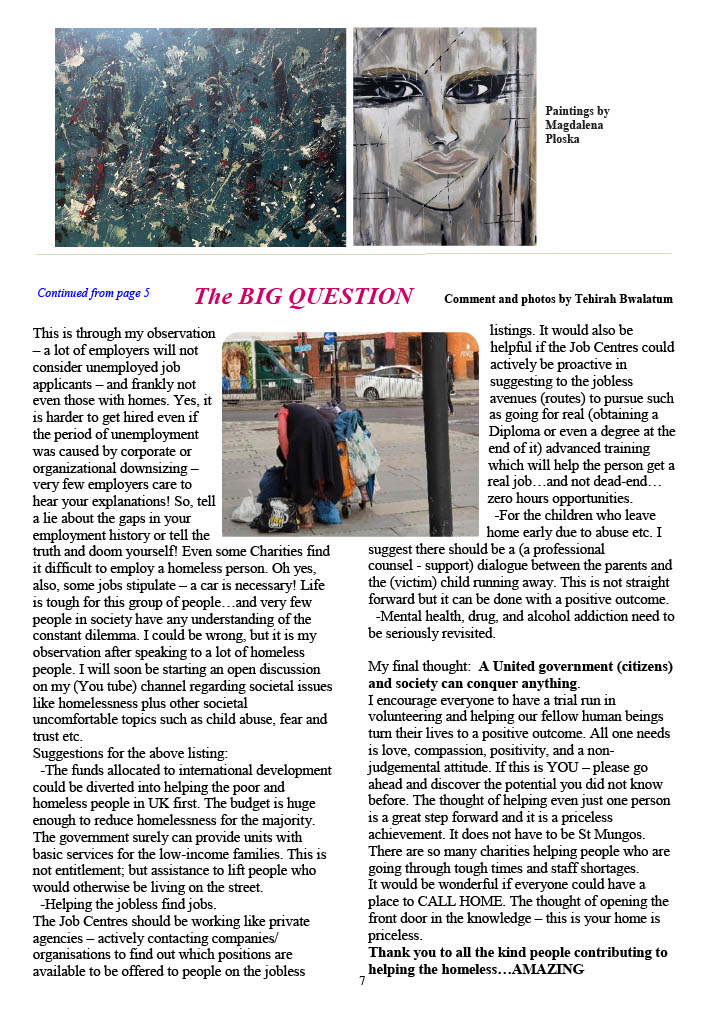 Paintings by
Magdalena
Ploska
Continued from page 5
The BIG QUESTION
Comment and photos by Tehirah Bwalatum
This is through my observation
– a lot of employers will not
consider unemployed job
applicants – and frankly not
even those with homes. Yes, it
is harder to get hired even if
the period of unemployment
was caused by corporate or
organizational downsizing –
very few employers care to
hear your explanations! So, tell
a lie about the gaps in your
employment history or tell the
truth and doom yourself! Even some Charities find
it difficult to employ a homeless person. Oh yes,
also, some jobs stipulate – a car is necessary! Life
is tough for this group of people…and very few
people in society have any understanding of the
constant dilemma. I could be wrong, but it is my
observation after speaking to a lot of homeless
people. I will soon be starting an open discussion
on my (You tube) channel regarding societal issues
like homelessness plus other societal
uncomfortable topics such as child abuse, fear and
trust etc.
Suggestions for the above listing:
-The funds allocated to international development
could be diverted into helping the poor and
homeless people in UK first. The budget is huge
enough to reduce homelessness for the majority.
The government surely can provide units with
basic services for the low-income families. This is
not entitlement; but assistance to lift people who
would otherwise be living on the street.
-Helping the jobless find jobs.
The Job Centres should be working like private
agencies – actively contacting companies/
organisations to find out which positions are
available to be offered to people on the jobless
listings. It would also be
helpful if the Job Centres could
actively be proactive in
suggesting to the jobless
avenues (routes) to pursue such
as going for real (obtaining a
Diploma or even a degree at the
end of it) advanced training
which will help the person get a
real job…and not dead-end…
zero hours opportunities.
-For the children who leave
home early due to abuse etc. I
suggest there should be a (a professional
counsel - support) dialogue between the parents and
the (victim) child running away. This is not straight
forward but it can be done with a positive outcome.
-Mental health, drug, and alcohol addiction need to
be seriously revisited.
My final thought: A United government (citizens)
and society can conquer anything.
I encourage everyone to have a trial run in
volunteering and helping our fellow human beings
turn their lives to a positive outcome. All one needs
is love, compassion, positivity, and a non-
judgemental attitude. If this is YOU – please go
ahead and discover the potential you did not know
before. The thought of helping even just one person
is a great step forward and it is a priceless
achievement. It does not have to be St Mungos.
There are so many charities helping people who are
going through tough times and staff shortages.
It would be wonderful if everyone could have a
place to CALL HOME. The thought of opening the
front door in the knowledge – this is your home is
priceless.
Thank you to all the kind people contributing to
helping the homeless…AMAZING
7